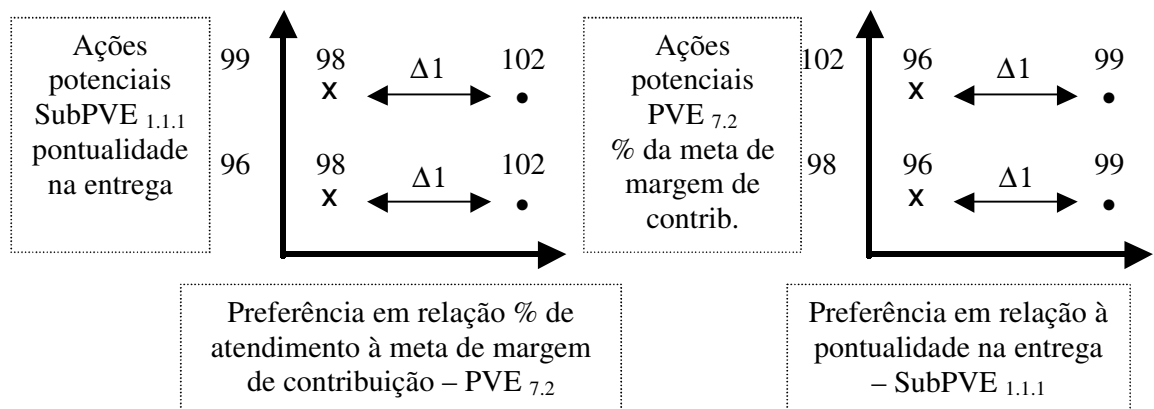 Ações
potenciais
SubPVE 1.1.1
pontualidade
na entrega
99
98
x
Δ1
102
•
96
98
x
Δ1
102
•
Preferência em relação % de
atendimento à meta de margem
de contribuição – PVE 7.2
Ações
potenciais
PVE 7.2
% da meta de
margem de
contrib.
102
96
x
Δ1
99
•
98
96
x
Δ1
99
•
Preferência em relação à
pontualidade na entrega
– SubPVE 1.1.1